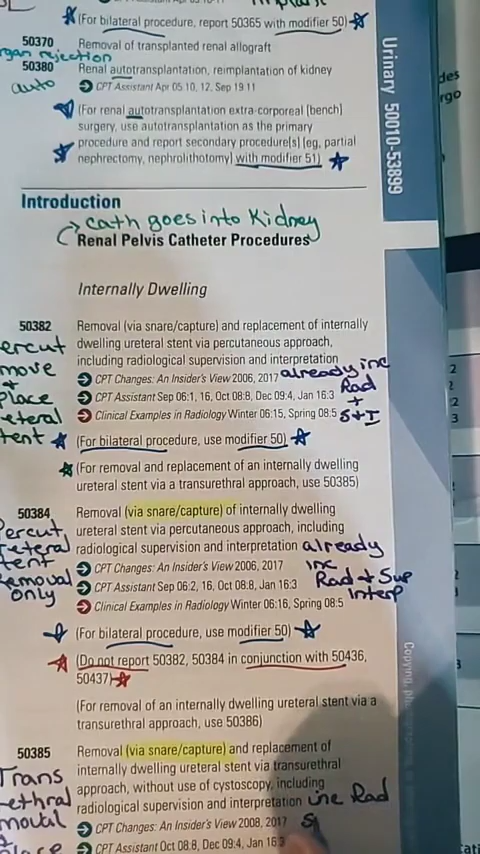 (For bilateral procedure, report 50365 with modifier 50)
50370 Removal of transplanted renal allograft
rejection
50380 Renal autotransplantation, reimplantation of kidney
auto
CPT Assistant Apr 05:10, 12, Sep 19:11
(For renal autotransplantation extra-corporeal [bench]
surgery, use autotransplantation as the primary
procedure and report secondary procedure[s] [eg, partial
nephrectomy, nephrolithotomy] with modifier 51)
Urinary 50010-53899
des
Introduction
cath goes into Kidney
Renal Pelvis Catheter Procedures
Internally Dwelling
50382 Removal (via snare/capture) and replacement of internally
dwelling ureteral stent via percutaneous approach,
including radiological supervision and interpretation
ercut
move
+
place
eteral
tent
CPT Changes: An Insider's View 2006, 2017
CPT Assistant Sep 06:1, 16, Oct 08:8, Dec 09:4, Jan 16:3
Clinical Examples in Radiology Winter 06:15, Spring 08:5
already inc
Rad
+
S+I
(For bilateral procedure, use modifier 50)
(For removal and replacement of an internally dwelling
ureteral stent via a transurethral approach, use 50385)
50384 Removal (via snare/capture) of internally dwelling
ureteral stent via percutaneous approach, including
radiological supervision and interpretation
ercut
tent
emoval
only
already
inc
Rad + Sup
Interp
CPT Changes: An Insider's View 2006, 2017
CPT Assistant Sep 06:2, 16, Oct 08:8, Jan 16:3
Clinical Examples in Radiology Winter 06:16, Spring 08:5
(For bilateral procedure, use modifier 50)
(Do not report 50382, 50384 in conjunction with 50436,
50437)
(For removal of an internally dwelling ureteral stent via a
transurethral approach, use 50386)
50385 Removal (via snare/capture) and replacement of
internally dwelling ureteral stent via transurethral
approach, without use of cystoscopy, including
radiological supervision and interpretation
Trans
ethral
inc Rad
CPT Changes: An Insider's View 2008, 2017
CPT Assistant Oct 08:8, Dec 09:4, Jan 16:3
place